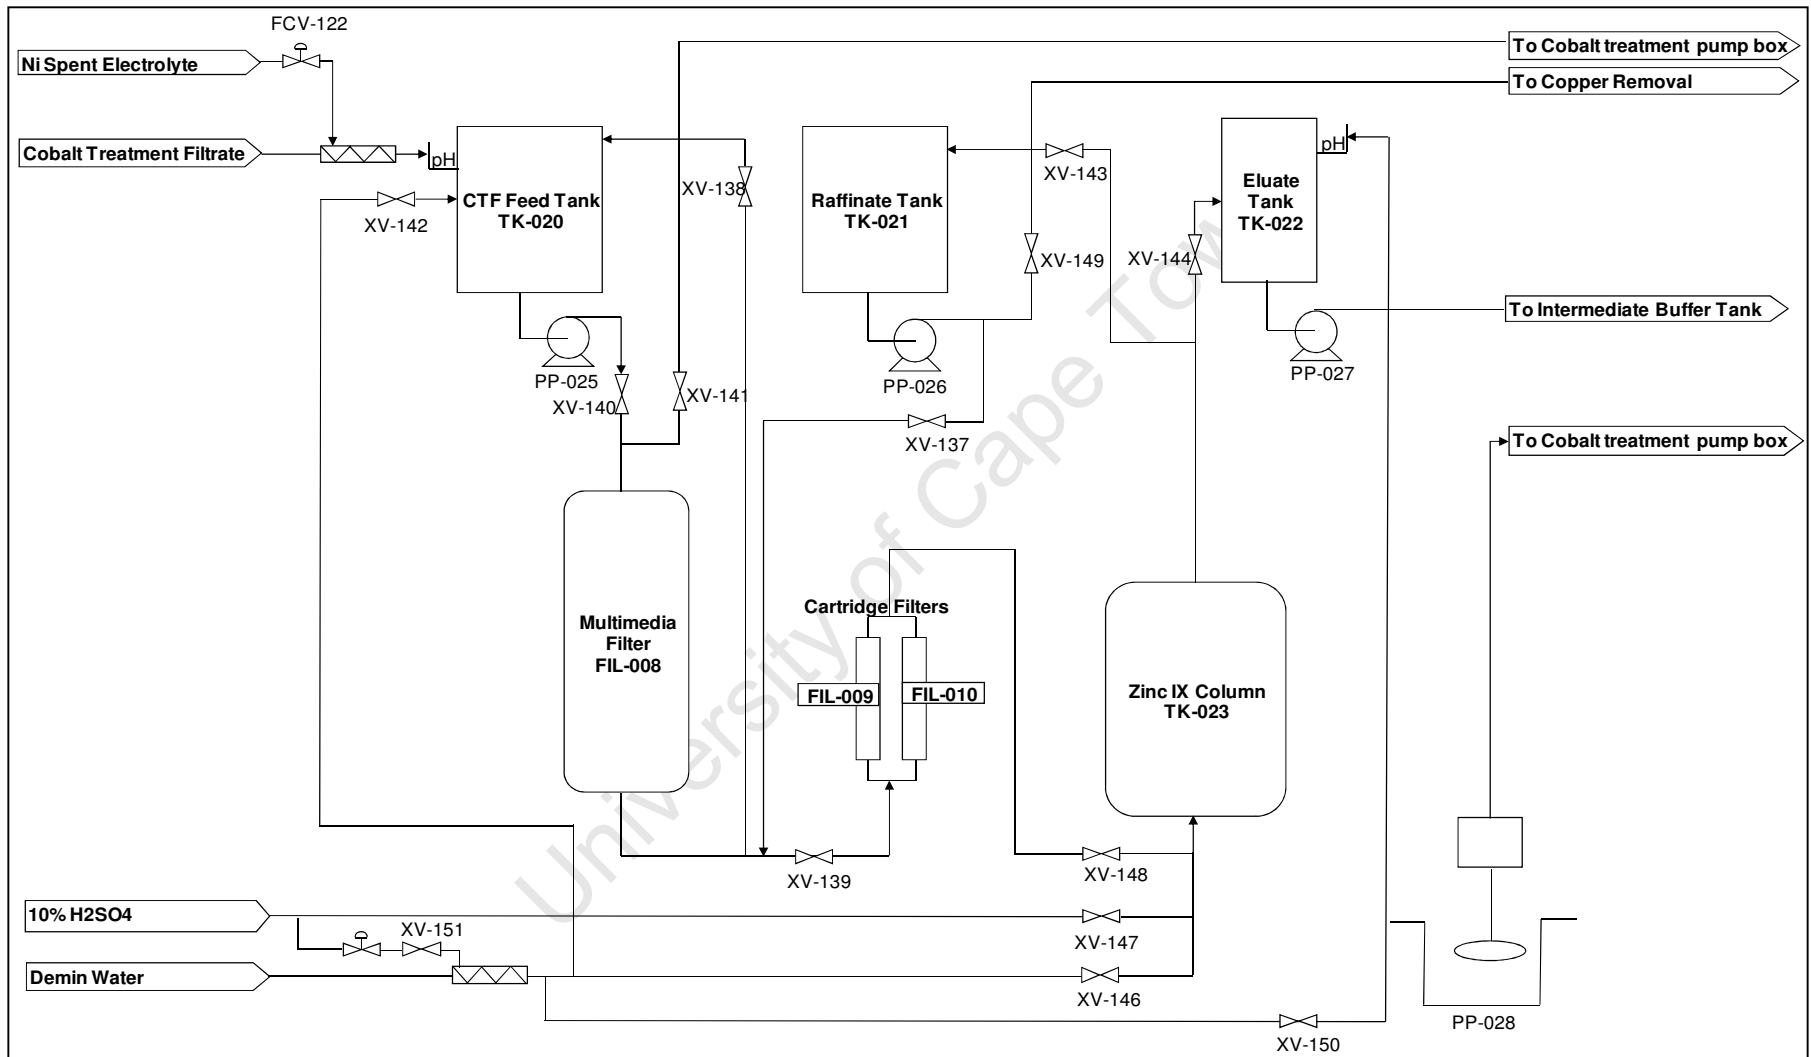 FCV-122
Ni Spent Electrolyte
To Cobalt treatment pump box
To Copper Removal
Cobalt Treatment Filtrate
pH
CTF Feed Tank
TK-020
XV-142
XV-138
Raffinate Tank
TK-021
XV-143
XV-149
XV-144
Eluate
Tank
TK-022
pH
To Intermediate Buffer Tank
PP-025
XV-140
XV-141
PP-026
XV-137
PP-027
To Cobalt treatment pump box
Multimedia
Filter
FIL-008
Cartridge Filters
FIL-009
FIL-010
Zinc IX Column
TK-023
XV-139
XV-148
10% H2SO4
XV-151
XV-147
Demin Water
XV-146
XV-150
PP-028
University of Cape Tow